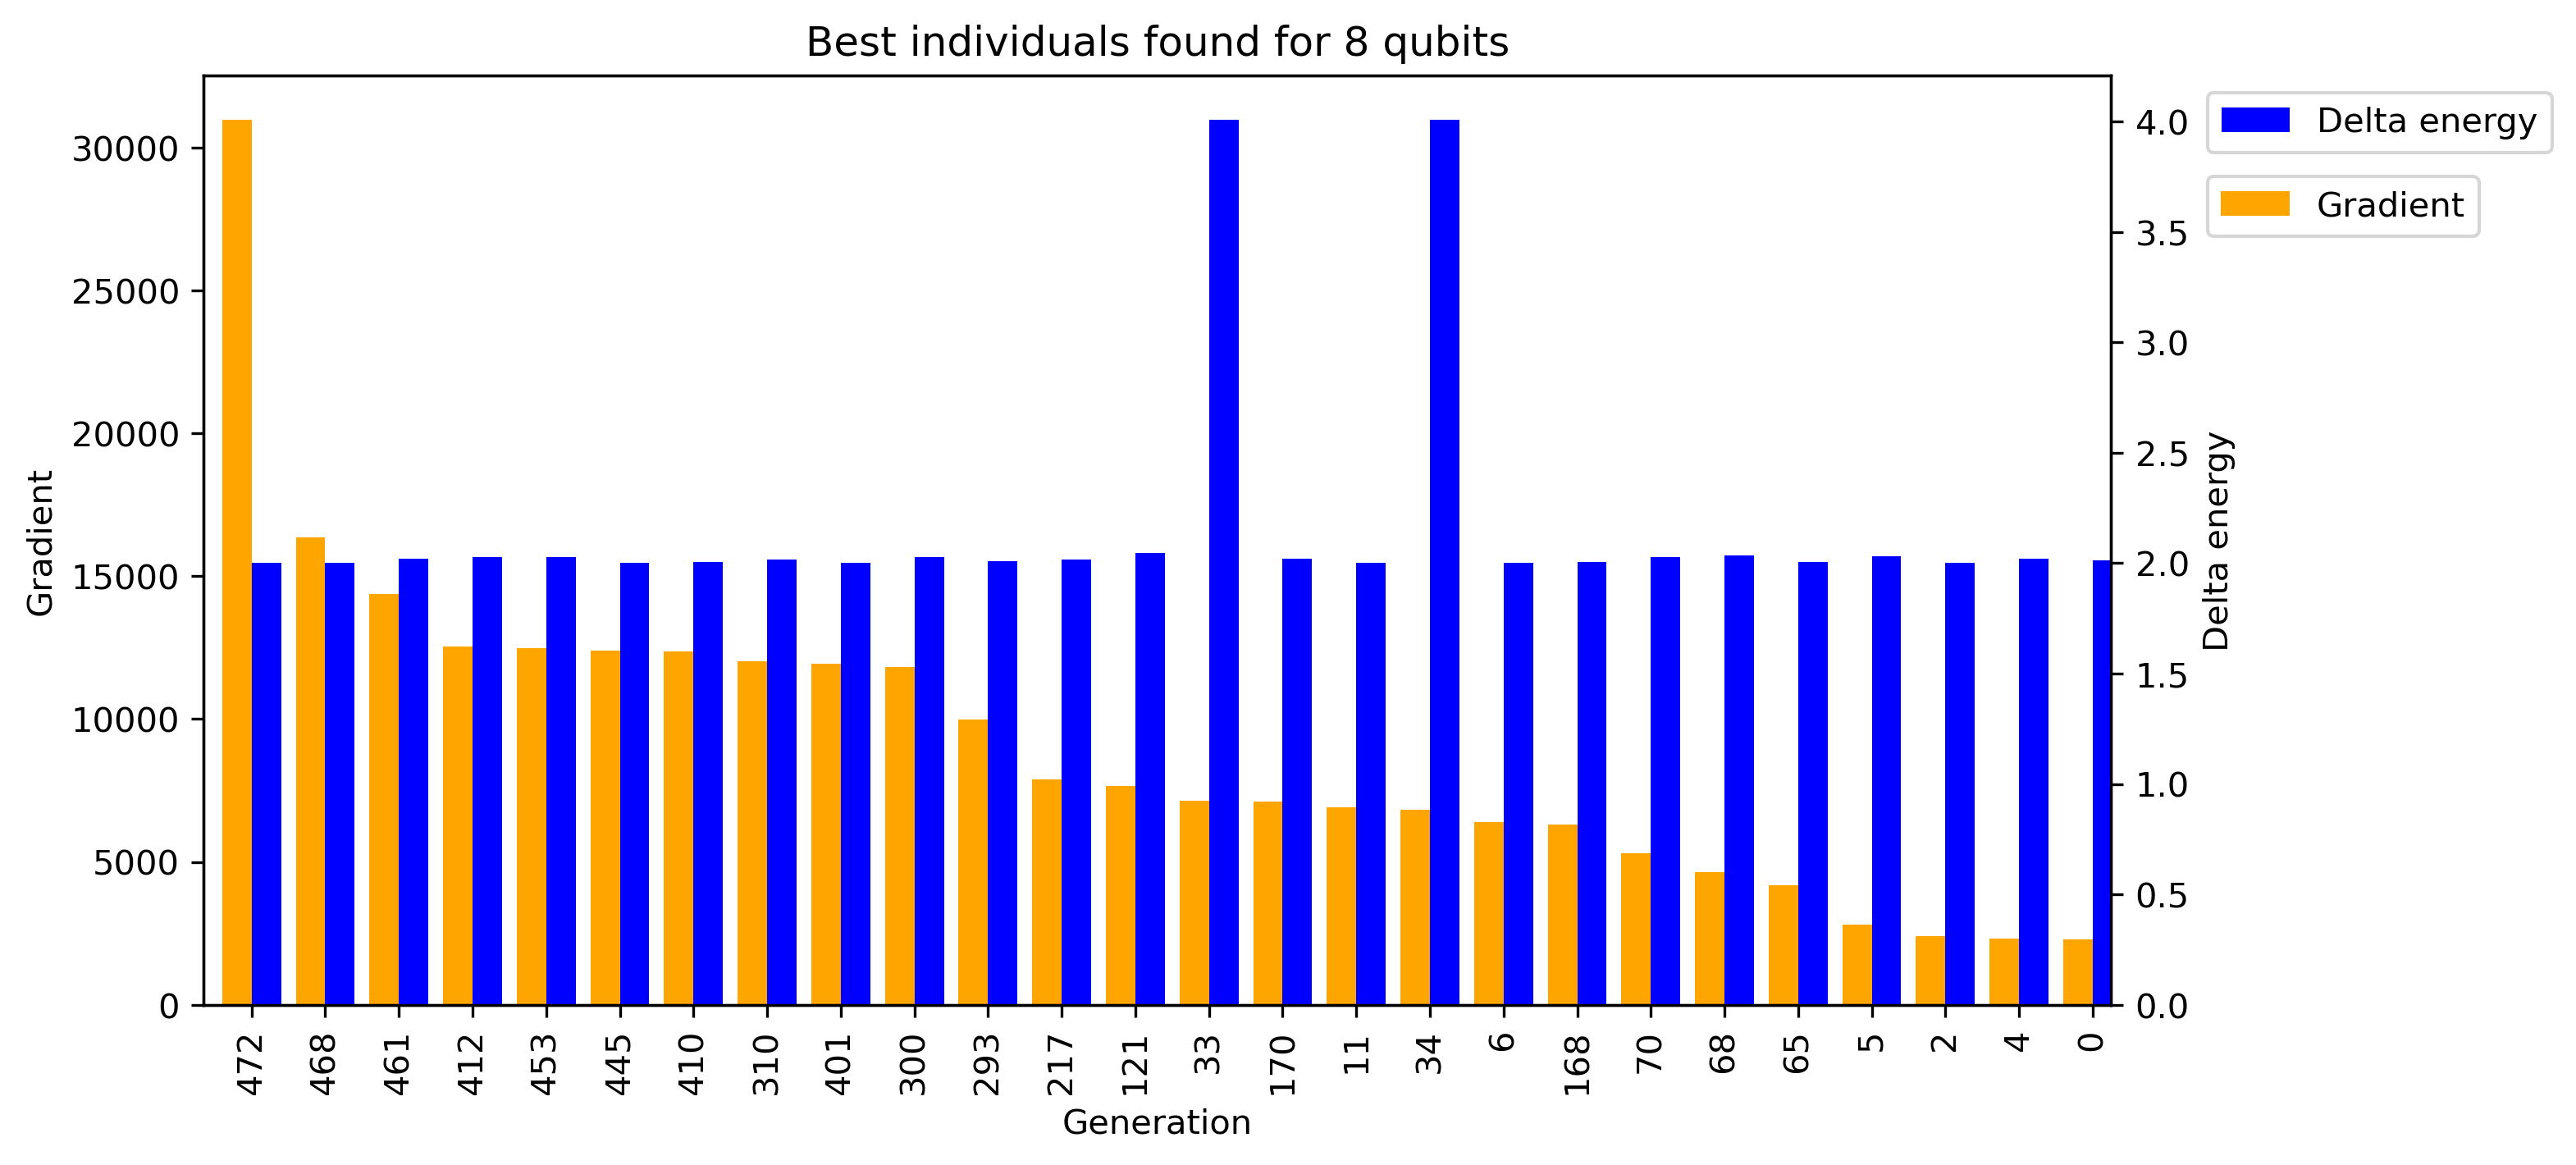 Best individuals found for 8 qubits
Gradient
30000
25000
20000
15000
10000
5000
0
4.0
3.5
3.0
2.5
2.0
1.5
1.0
0.5
0.0
Delta energy
Delta energy
Gradient
472 468 461 412 453 445 410 310 401 300 293 217 121 33 170 11 34 6 168 70 68 65 5 2 4 0
Generation